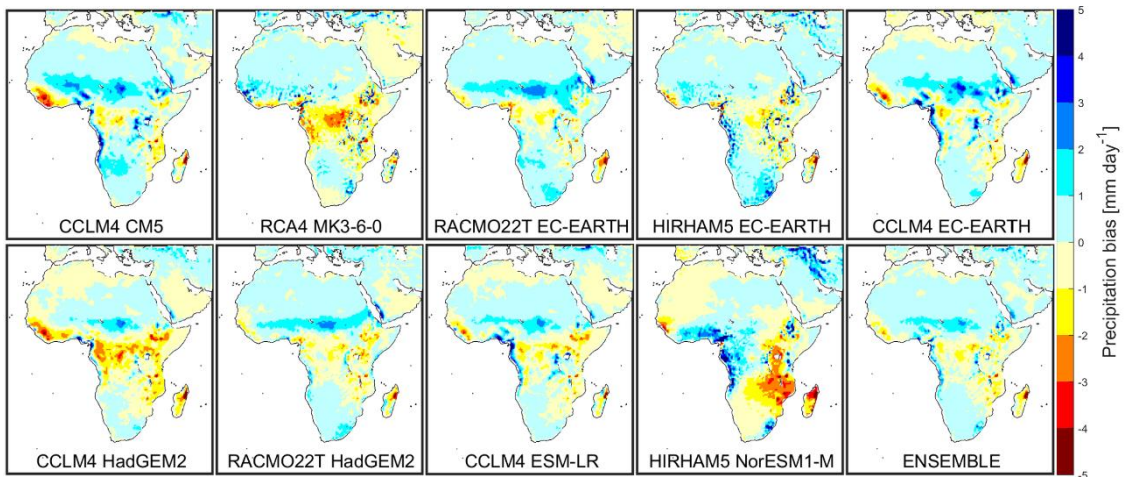 CCLM4 CM5
RCA4 MK3-6-0
RACMO22T EC-EARTH
HIRHAM5 EC-EARTH
CCLM4 EC-EARTH
CCLM4 HadGEM2
RACMO22T HadGEM2
CCLM4 ESM-LR
HIRHAM5 NorESM1-M
ENSEMBLE
5
4
3
2
1
0
-1
-2
-3
-4
-5
Precipitation bias [mm day⁻¹]